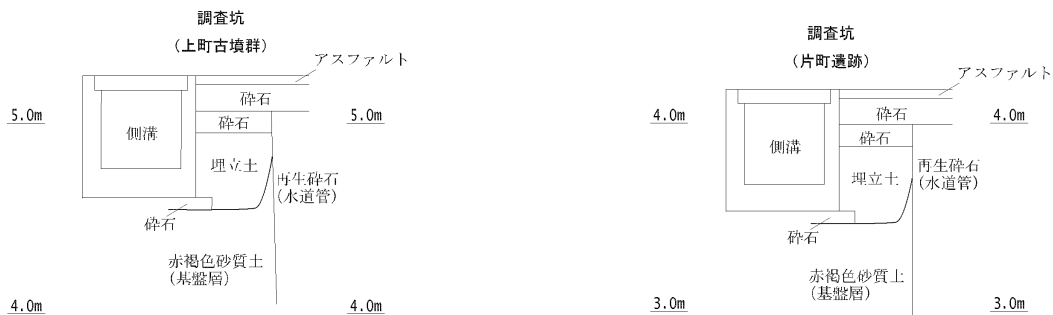 調査坑
(上町古墳群)
アスファルト
砕石
5.0m
5.0m
砕石
側溝
埋立土
再生砕石
(水道管)
砕石
赤褐色砂質土
(基盤層)
4.0m
4.0m
調査坑
(片町遺跡)
アスファルト
砕石
4.0m
4.0m
砕石
側溝
埋立土
再生砕石
(水道管)
砕石
赤褐色砂質土
(基盤層)
3.0m
3.0m